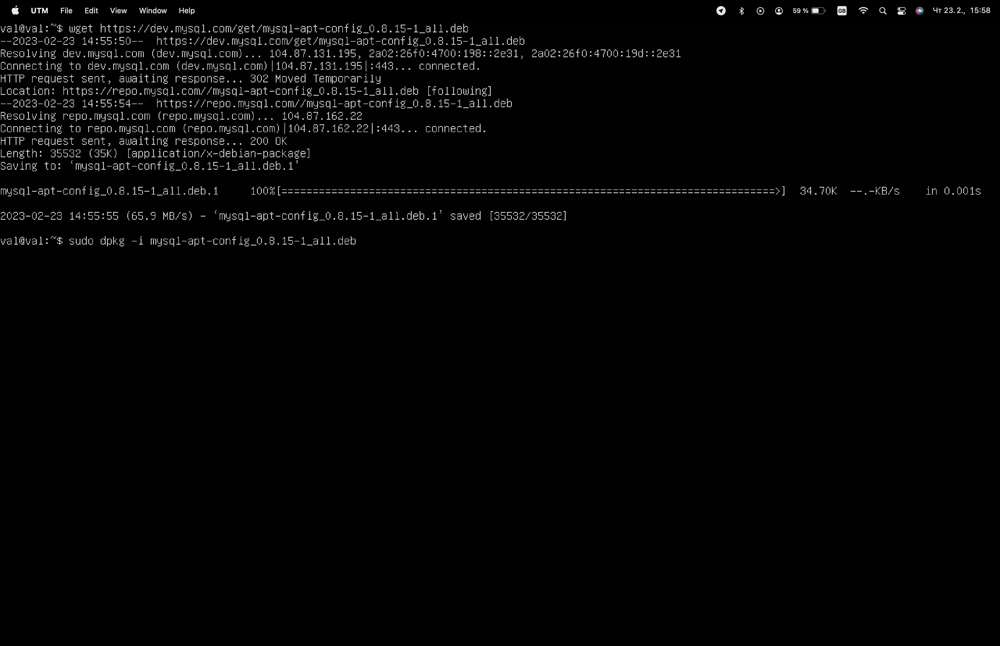 UTM File Edit View Window Help 59 % GB Чт 23.2., 15:58
val@val:~$ wget https://dev.mysql.com/get/mysql-apt-config_0.8.15-1_all.deb
--2023-02-23 14:55:50-- https://dev.mysql.com/get/mysql-apt-config_0.8.15-1_all.deb
Resolving dev.mysql.com (dev.mysql.com)... 104.87.131.195, 2a02:26f0:4700:198::2e31, 2a02:26f0:4700:19d::2e31
Connecting to dev.mysql.com (dev.mysql.com)|104.87.131.195|:443... connected.
HTTP request sent, awaiting response... 302 Moved Temporarily
Location: https://repo.mysql.com//mysql-apt-config_0.8.15-1_all.deb [following]
--2023-02-23 14:55:54-- https://repo.mysql.com//mysql-apt-config_0.8.15-1_all.deb
Resolving repo.mysql.com (repo.mysql.com)... 104.87.162.22
Connecting to repo.mysql.com (repo.mysql.com)|104.87.162.22|:443... connected.
HTTP request sent, awaiting response... 200 OK
Length: 35532 (35K) [application/x-debian-package]
Saving to: ‘mysql-apt-config_0.8.15-1_all.deb.1’
mysql-apt-config_0.8.15-1_all.deb.1 100%[===============================================================================>] 34.70K --.-KB/s in 0.001s
2023-02-23 14:55:55 (65.9 MB/s) - ‘mysql-apt-config_0.8.15-1_all.deb.1’ saved [35532/35532]
val@val:~$ sudo dpkg -i mysql-apt-config_0.8.15-1_all.deb